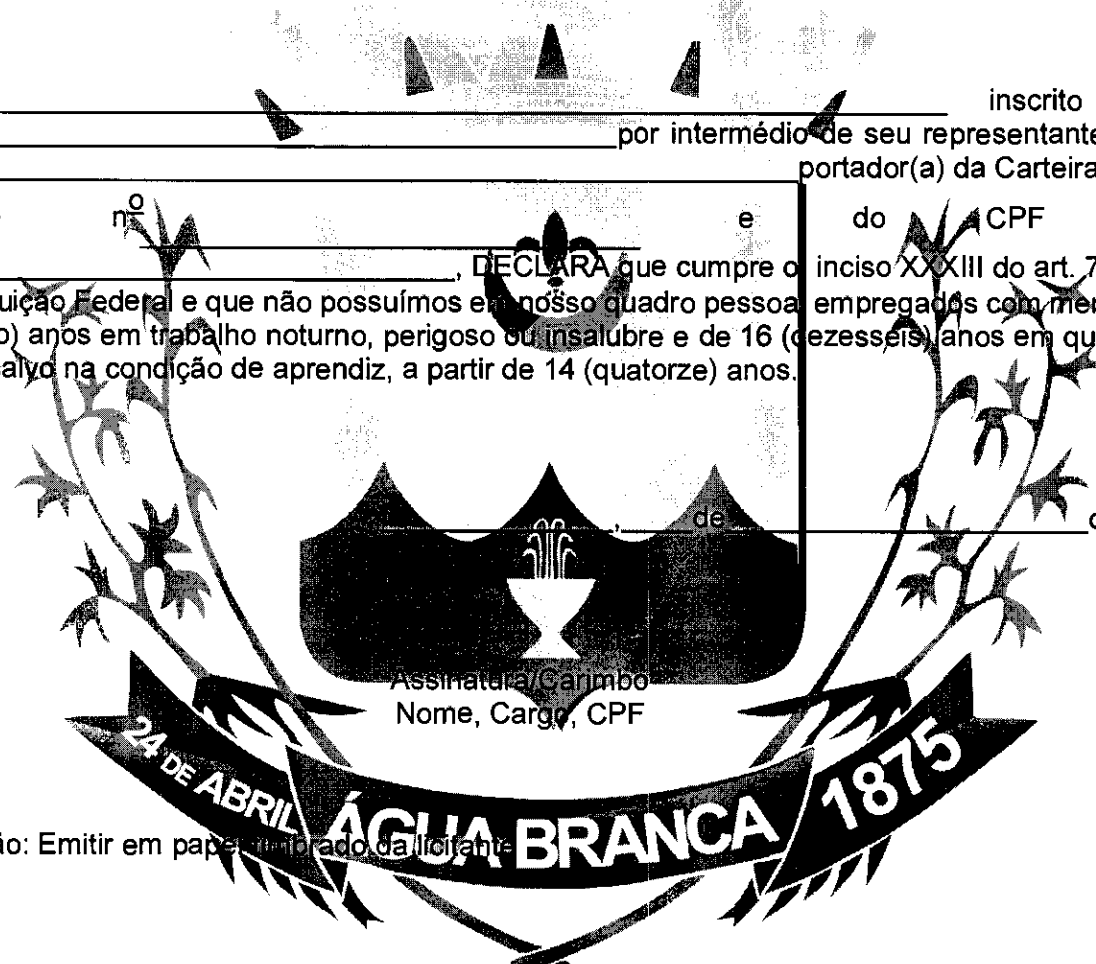 inscrito
por intermédio de seu representante
portador(a) da Carteira
nº e do CPF
, DECLARA que cumpre o inciso XXXIII do art. 7
uição Federal e que não possuímos em nosso quadro pessoal empregados com mer
o) anos em trabalho noturno, perigoso ou insalubre e de 16 (dezesseis) anos em qu
salvo na condição de aprendiz, a partir de 14 (quatorze) anos.
, de
Assinatura/Carimbo
Nome, Cargo, CPF
24 DE ABRIL ÁGUA BRANCA 1875
ão: Emitir em papel timbrado da licitante